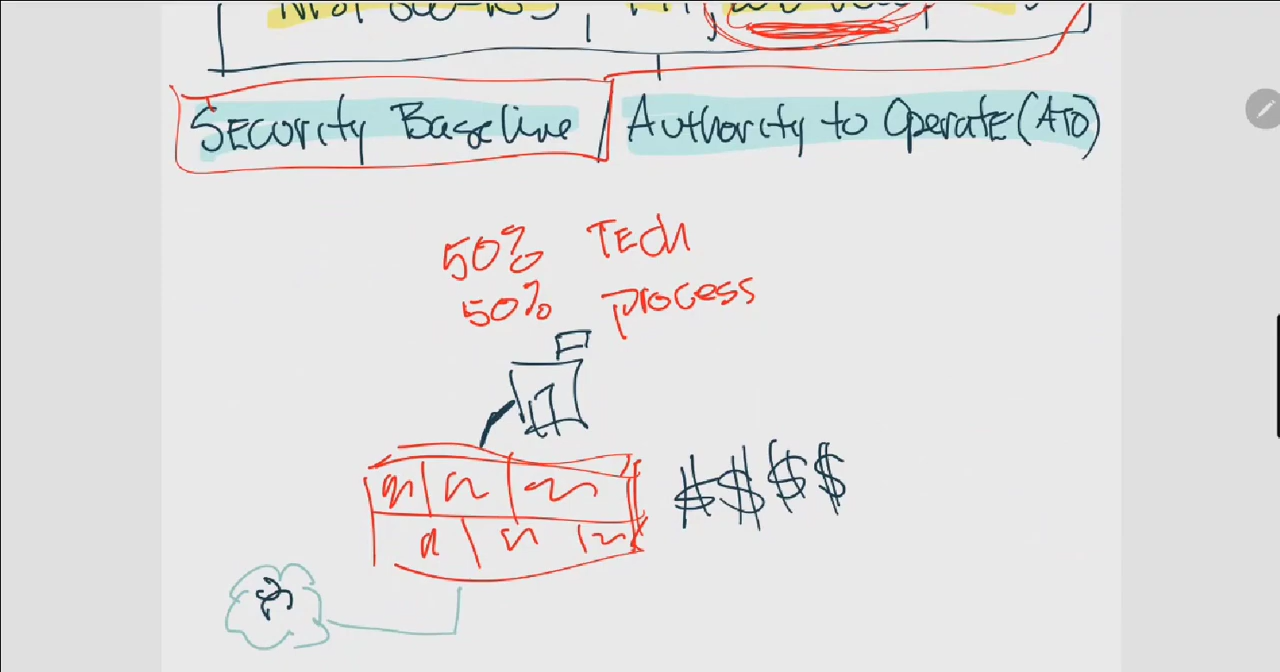 Security Baseline / Authority to Operate (ATO)
50% Tech
50% process
$$$$